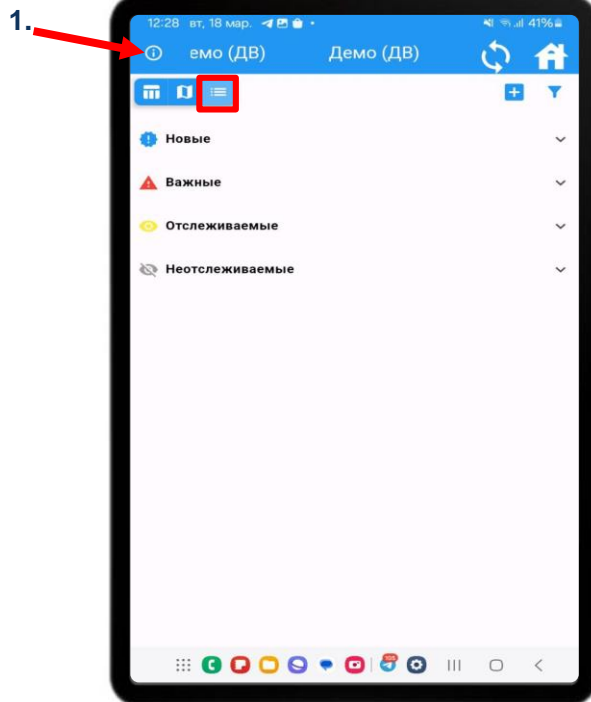 1.
12:28 вт, 18 мар. 41%
емо (ДВ) Демо (ДВ)
Новые
Важные
Отслеживаемые
Неотслеживаемые